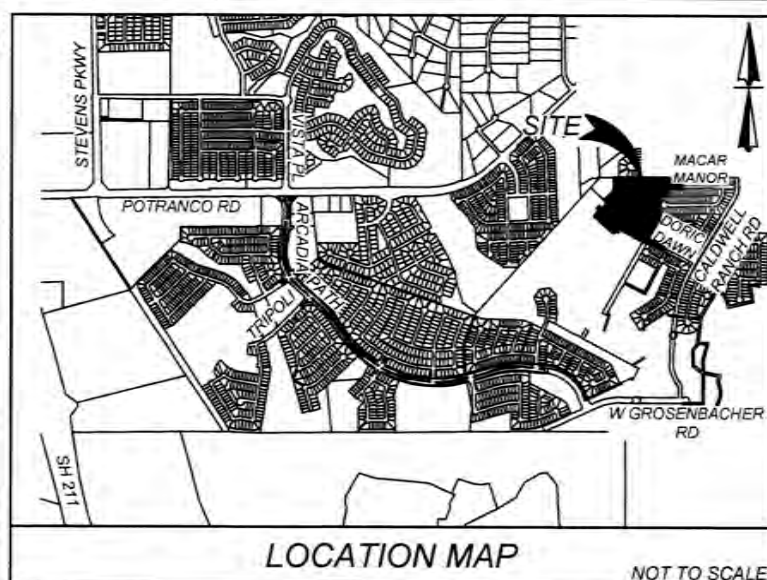 STEVENS PKWY
VISTA PL
SITE
MACAR
MANOR
POTRANCO RD
ARCADIA PATH
DORIC
DAWN
CALDWELL
RANCH RD
TRIPOLI
W GROSENBACHER
RD
SH 211
LOCATION MAP
NOT TO SCALE